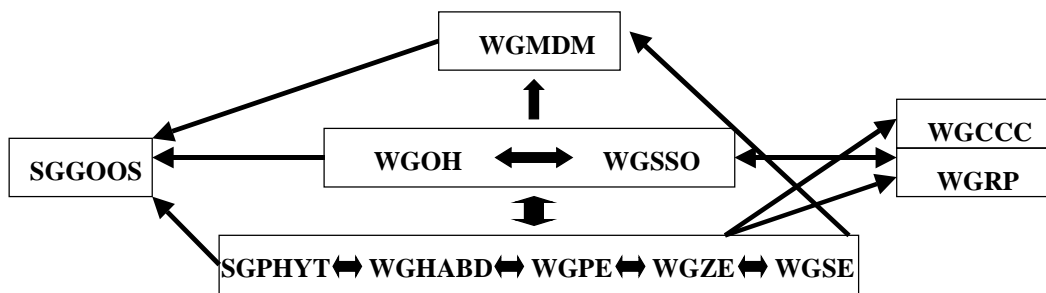 WGMDM
WGCCC
WGOH WGSSO
SGGOOS
WGRP
SGPHYT WGHABD WGPE WGZE WGSE